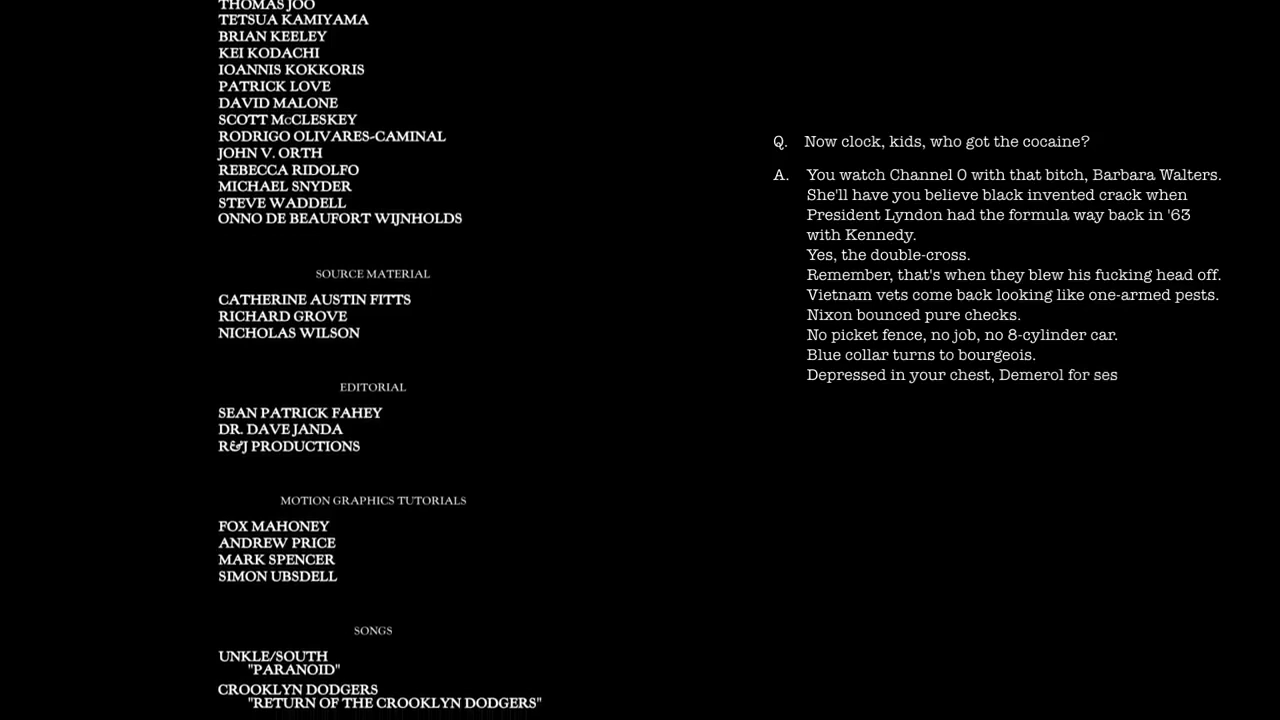 THOMAS JOO
TETSUA KAMIYAMA
BRIAN KEELEY
KEI KODACHI
IOANNIS KOKKORIS
PATRICK LOVE
DAVID MALONE
SCOTT McCLESKEY
RODRIGO OLIVARES-CAMINAL
JOHN V. ORTH
REBECCA RIDOLFO
MICHAEL SNYDER
STEVE WADDELL
ONNO DE BEAUFORT WIJNHOLDS
SOURCE MATERIAL
CATHERINE AUSTIN FITTS
RICHARD GROVE
NICHOLAS WILSON
EDITORIAL
SEAN PATRICK FAHEY
DR. DAVE JANDA
R&J PRODUCTIONS
MOTION GRAPHICS TUTORIALS
FOX MAHONEY
ANDREW PRICE
MARK SPENCER
SIMON UBSDELL
SONGS
UNKLE/SOUTH
"PARANOID"
CROOKLYN DODGERS
"RETURN OF THE CROOKLYN DODGERS"
Q. Now clock, kids, who got the cocaine?
A. You watch Channel 0 with that bitch, Barbara Walters.
She'll have you believe black invented crack when
President Lyndon had the formula way back in '63
with Kennedy.
Yes, the double-cross.
Remember, that's when they blew his fucking head off.
Vietnam vets come back looking like one-armed pests.
Nixon bounced pure checks.
No picket fence, no job, no 8-cylinder car.
Blue collar turns to bourgeois.
Depressed in your chest, Demerol for ses